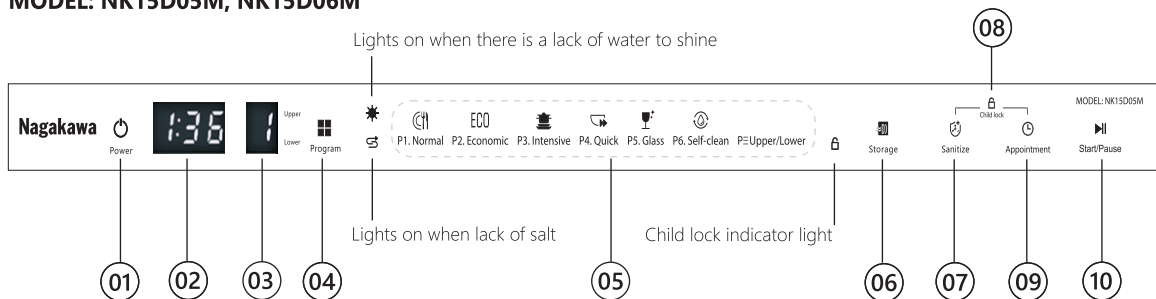 MODEL: NK15D05M, NK15D06M
Lights on when there is a lack of water to shine
08
Nagakawa
Power
1:36
1
Upper
Lower
Program
P1. Normal
ECO
P2. Economic
P3. Intensive
P4. Quick
P5. Glass
P6. Self-clean
P Upper/Lower
Storage
Child lock
Sanitize
Appointment
MODEL: NK15D05M
Start/Pause
Lights on when lack of salt
Child lock indicator light
01
02
03
04
05
06
07
09
10